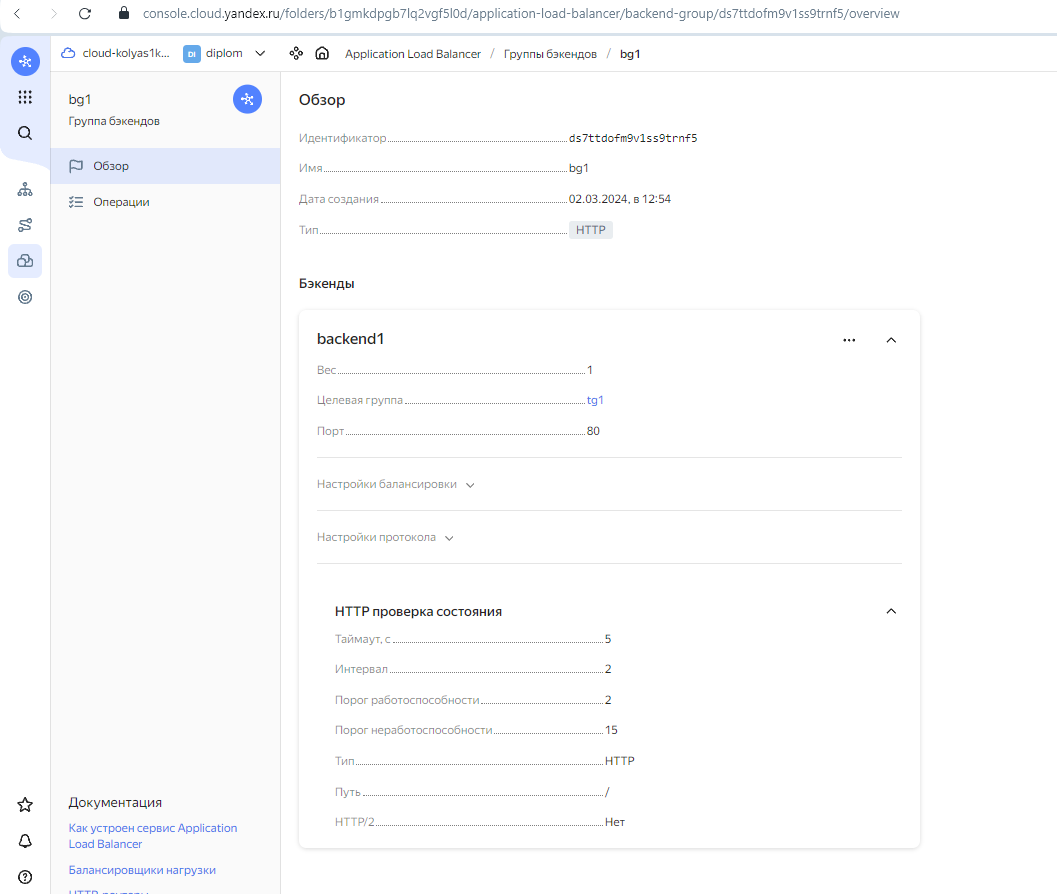 console.cloud.yandex.ru/folders/b1gmkdpgb7lq2vgf5l0d/application-load-balancer/backend-group/ds7ttdofm9v1ss9trnf5/overview
cloud-kolyas1k... DI diplom Application Load Balancer / Группы бэкендов / bg1
bg1
Группа бэкендов
Обзор
Операции
Обзор
Идентификатор ds7ttdofm9v1ss9trnf5
Имя bg1
Дата создания 02.03.2024, в 12:54
Тип HTTP
Бэкенды
backend1
Вес 1
Целевая группа tg1
Порт 80
Настройки балансировки
Настройки протокола
HTTP проверка состояния
Таймаут, с 5
Интервал 2
Порог работоспособности 2
Порог неработоспособности 15
Тип HTTP
Путь /
HTTP/2 Нет
Документация
Как устроен сервис Application
Load Balancer
Балансировщики нагрузки
HTTP-роутеры